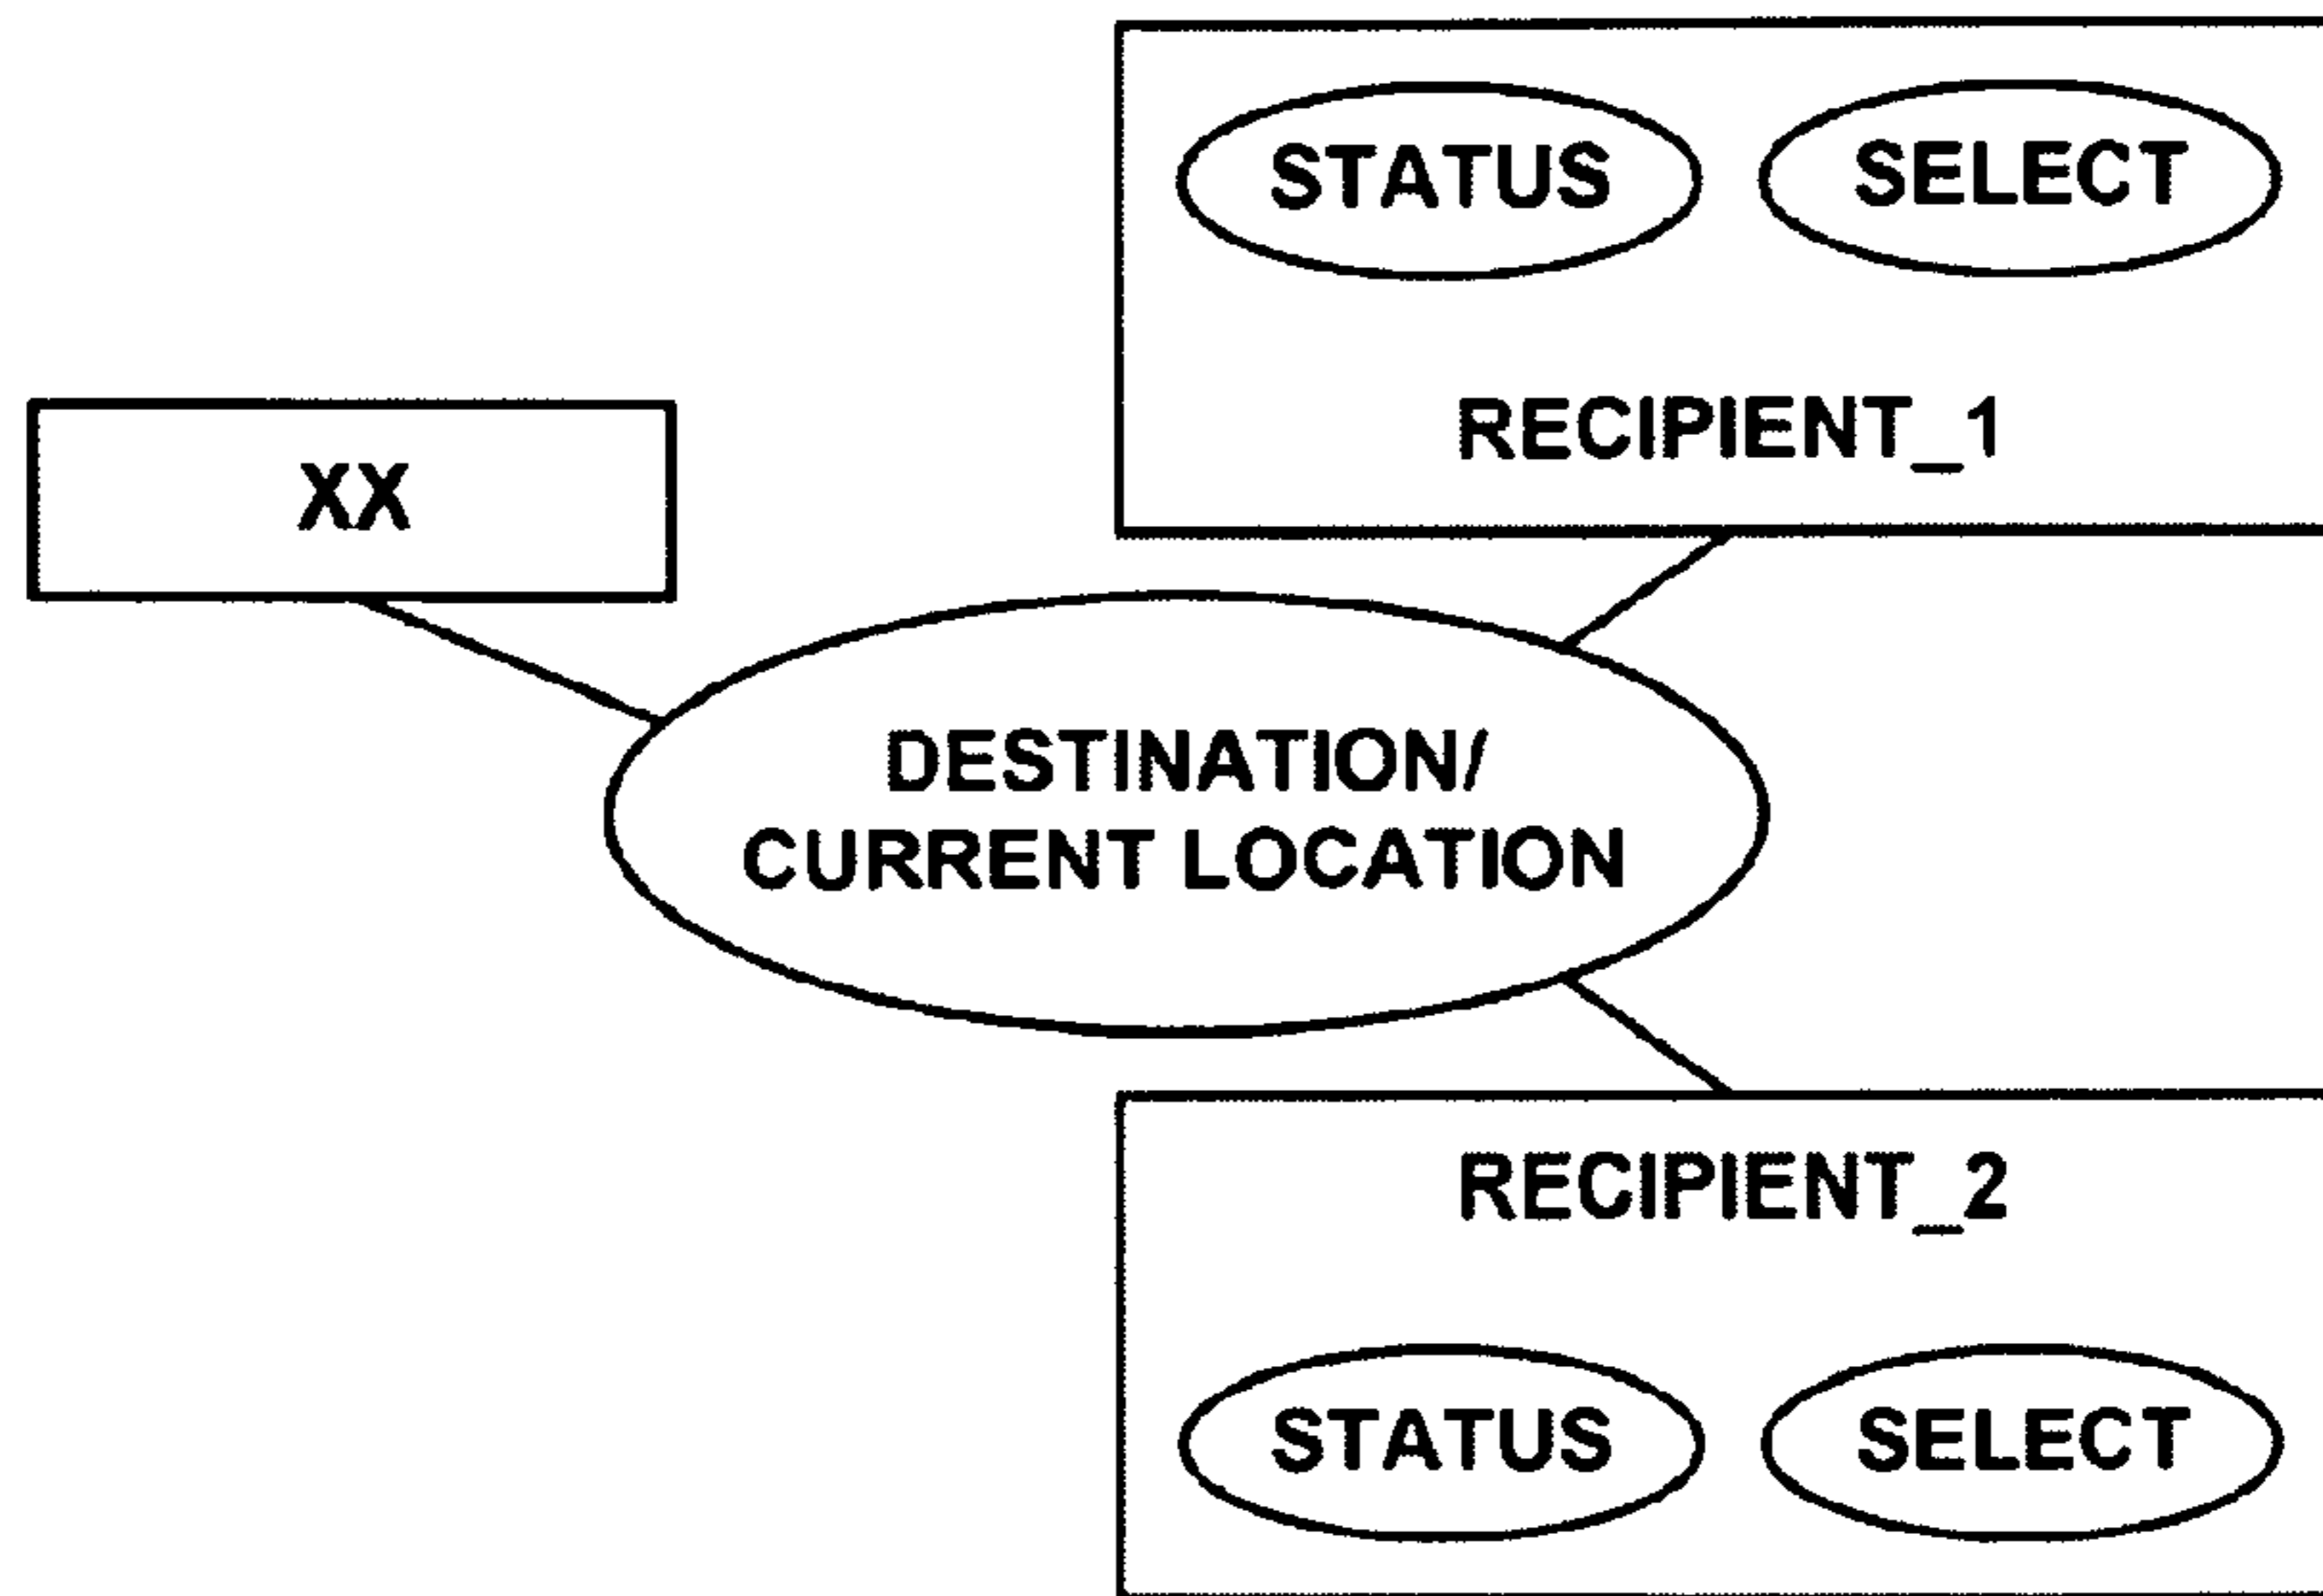 STATUS SELECT
RECIPIENT_1
XX
DESTINATION/
CURRENT LOCATION
RECIPIENT_2
STATUS SELECT